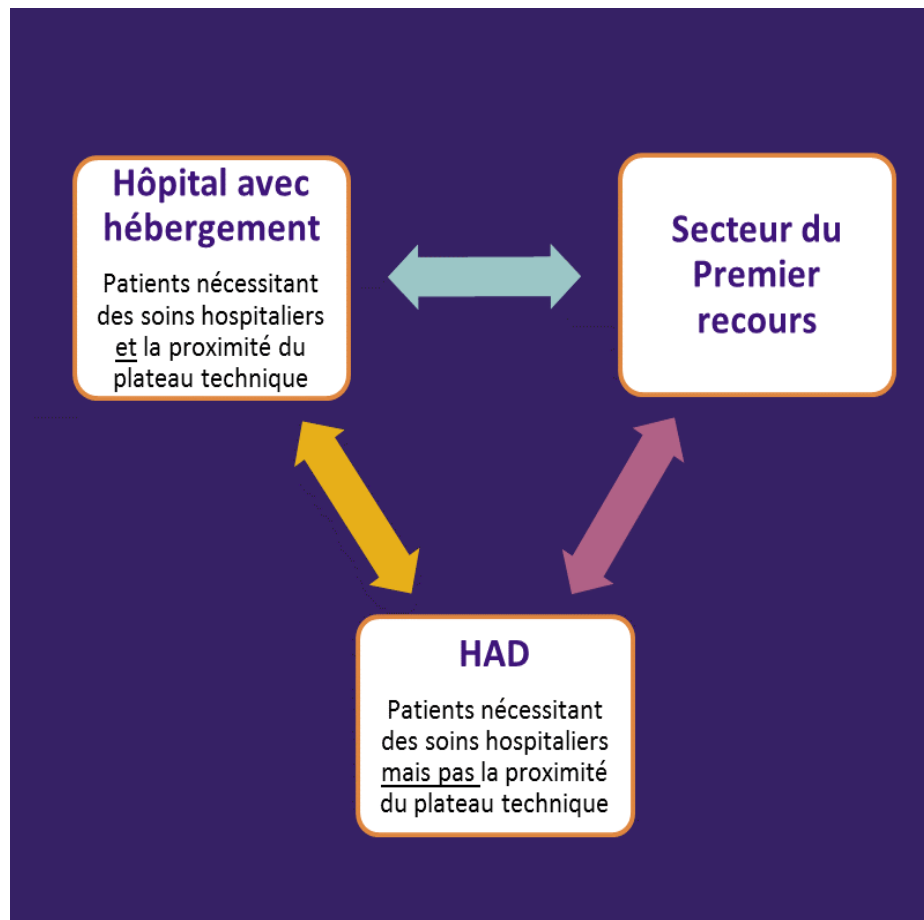 Hôpital avec
hébergement
Patients nécessitant
des soins hospitaliers
et la proximité du
plateau technique
Secteur du
Premier
recours
HAD
Patients nécessitant
des soins hospitaliers
mais pas la proximité
du plateau technique